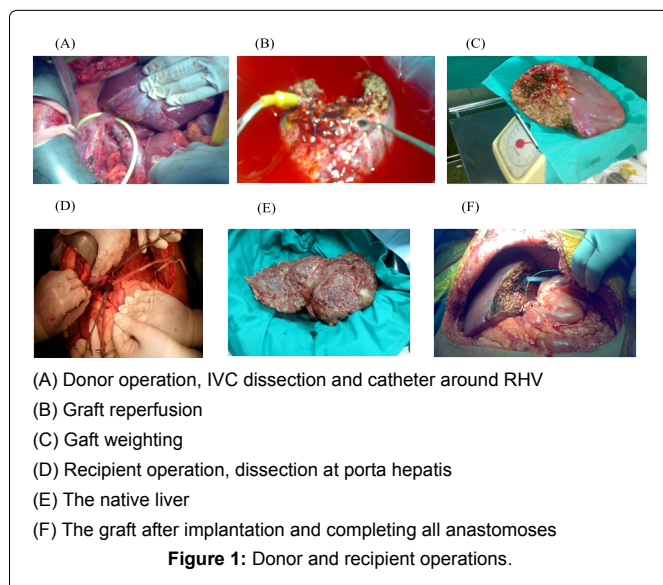 (A)
(B)
(C)
(D)
(E)
(F)
(A) Donor operation, IVC dissection and catheter around RHV
(B) Graft reperfusion
(C) Gaft weighting
(D) Recipient operation, dissection at porta hepatis
(E) The native liver
(F) The graft after implantation and completing all anastomoses
Figure 1: Donor and recipient operations.